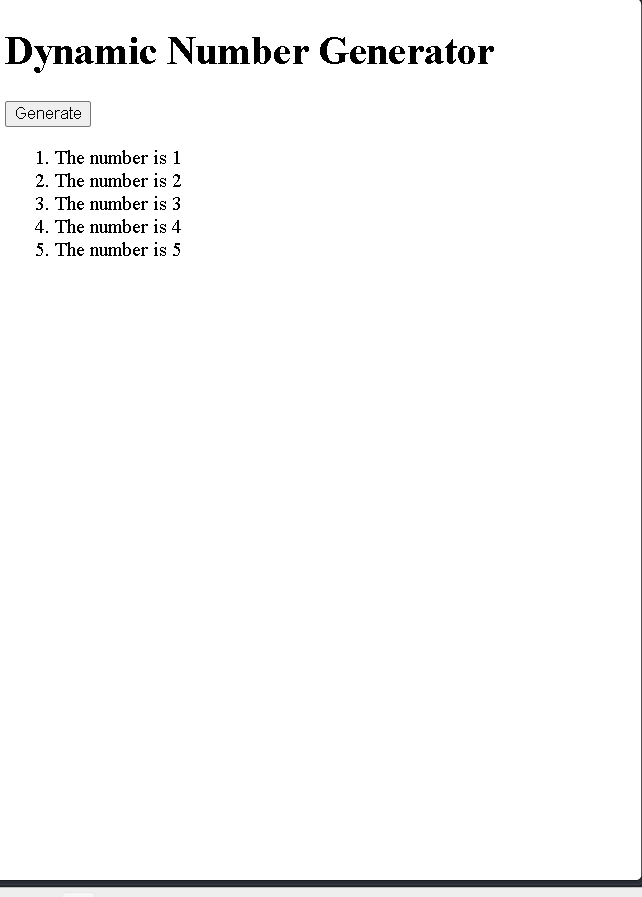 Dynamic Number Generator
Generate
1. The number is 1
2. The number is 2
3. The number is 3
4. The number is 4
5. The number is 5